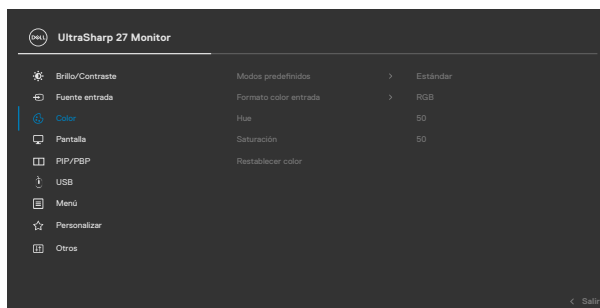 DELL UltraSharp 27 Monitor
Brillo/Contraste Modos predefinidos > Estándar
Fuente entrada Formato color entrada > RGB
Color Hue 50
Pantalla Saturación 50
PIP/PBP Restablecer color
USB
Menú
Personalizar
Otros
< Salir